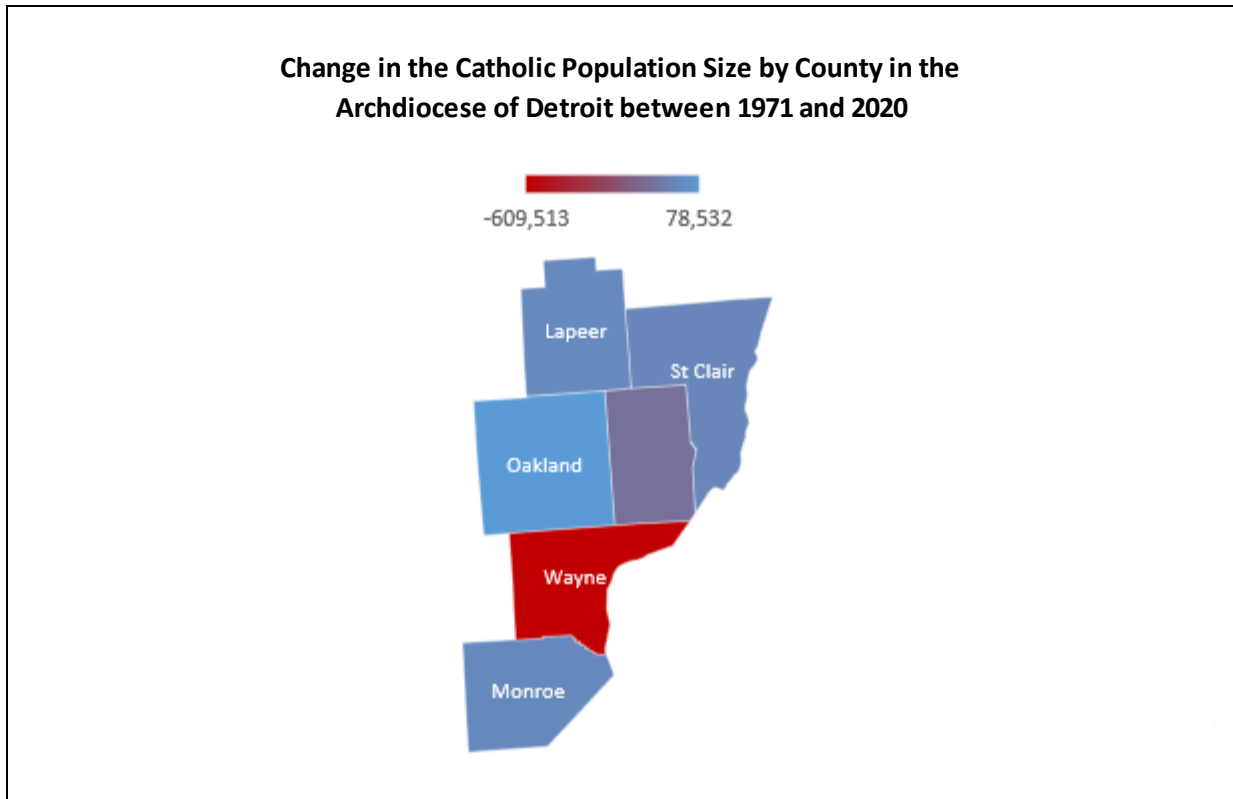 Change in the Catholic Population Size by County in the
Archdiocese of Detroit between 1971 and 2020
-609,513 78,532
Lapeer
St Clair
Oakland
Wayne
Monroe